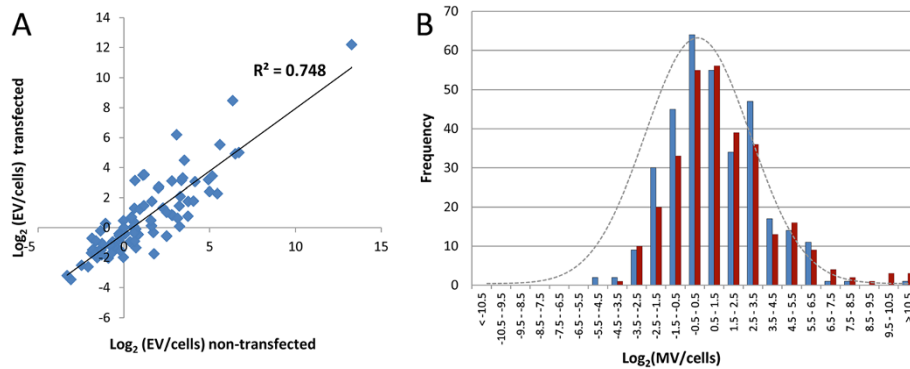 A
14
12
10
8
6
4
2
0
-2
-4
-6
-5
0
5
10
15
R² = 0.748
Log₂ (EV/cells) transfected
Log₂ (EV/cells) non-transfected
B
70
60
50
40
30
20
10
0
Frequency
< -10.5
-10.5 - -9.5
-9.5 - -8.5
-8.5 - -7.5
-7.5 - -6.5
-6.5 - -5.5
-5.5 - -4.5
-4.5 - -3.5
-3.5 - -2.5
-2.5 - -1.5
-1.5 - -0.5
-0.5 - 0.5
0.5 - 1.5
1.5 - 2.5
2.5 - 3.5
3.5 - 4.5
4.5 - 5.5
5.5 - 6.5
6.5 - 7.5
7.5 - 8.5
8.5 - 9.5
9.5 - 10.5
> 10.5
Log₂(MV/cells)